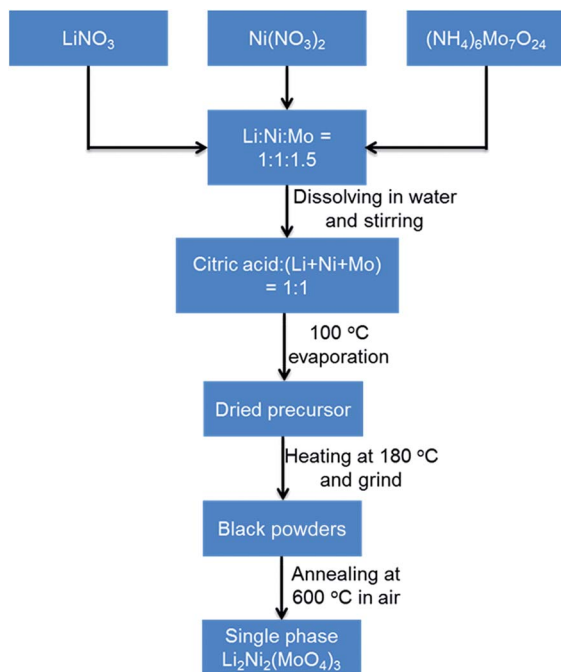 LiNO₃
Ni(NO₃)₂
(NH₄)₆Mo₇O₂₄
Li:Ni:Mo =
1:1:1.5
Dissolving in water
and stirring
Citric acid:(Li+Ni+Mo)
= 1:1
100 °C
evaporation
Dried precursor
Heating at 180 °C
and grind
Black powders
Annealing at
600 °C in air
Single phase
Li₂Ni₂(MoO₄)₃